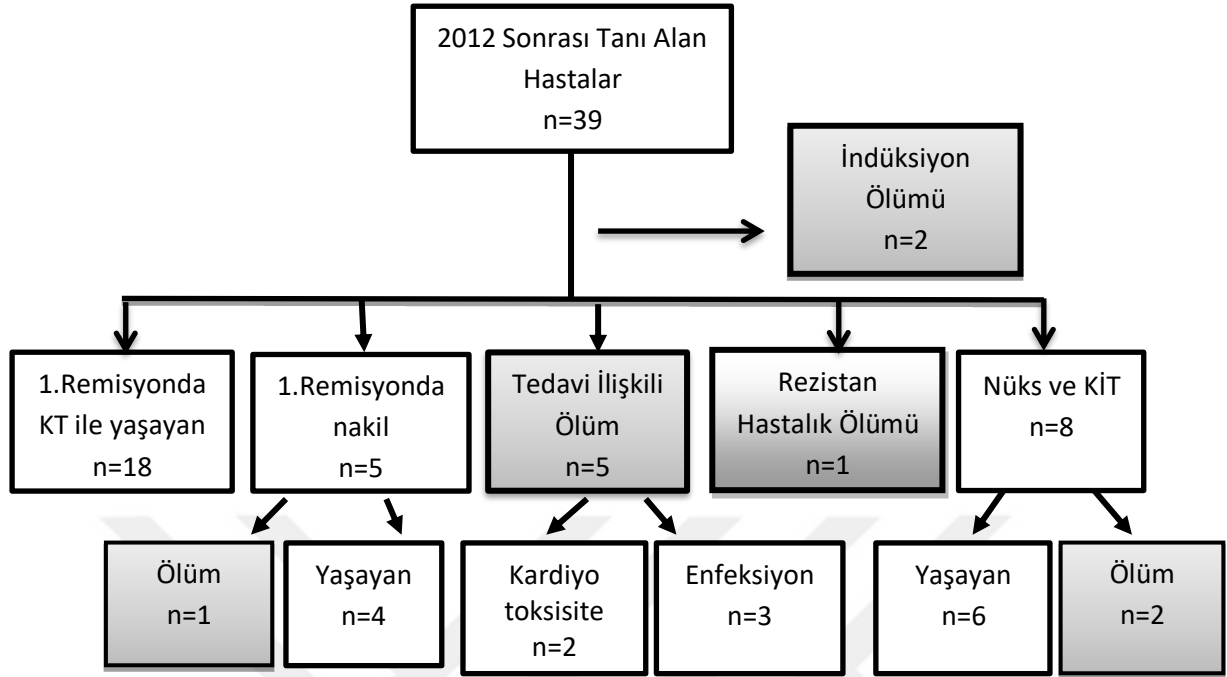 2012 Sonrası Tanı Alan
Hastalar
n=39
İndüksiyon
Ölümü
n=2
1.Remisyonda
KT ile yaşayan
n=18
1.Remisyonda
nakil
n=5
Tedavi İlişkili
Ölüm
n=5
Rezistan
Hastalık Ölümü
n=1
Nüks ve KİT
n=8
Ölüm
n=1
Yaşayan
n=4
Kardiyo
toksisite
n=2
Enfeksiyon
n=3
Yaşayan
n=6
Ölüm
n=2